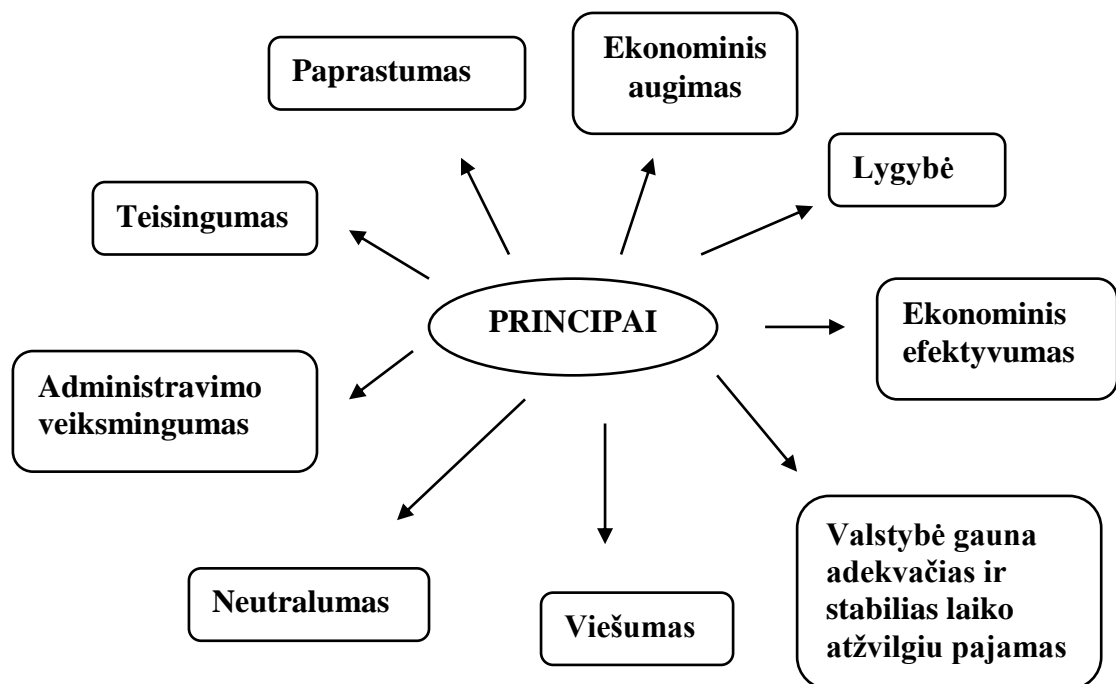 Paprastumas
Ekonominis
augimas
Lygybė
Teisingumas
PRINCIPAI
Ekonominis
efektyvumas
Administravimo
veiksmingumas
Neutralumas
Viešumas
Valstybė gauna
adekvačias ir
stabilias laiko
atžvilgiu pajamas